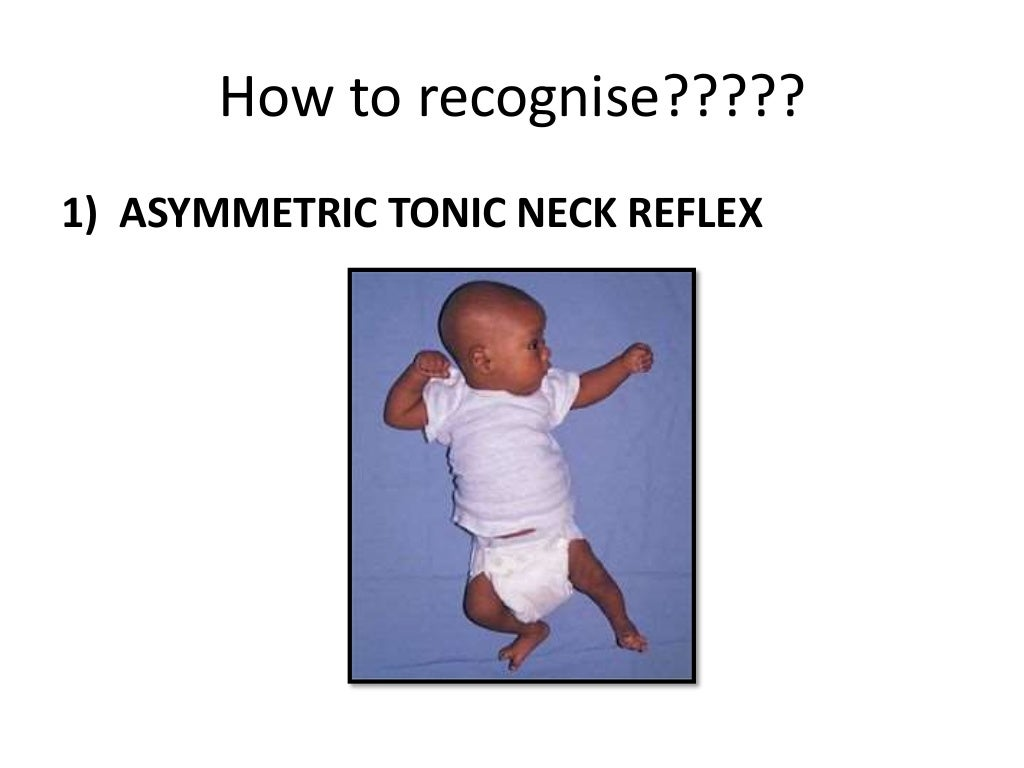 How to recognise?????
1) ASYMMETRIC TONIC NECK REFLEX